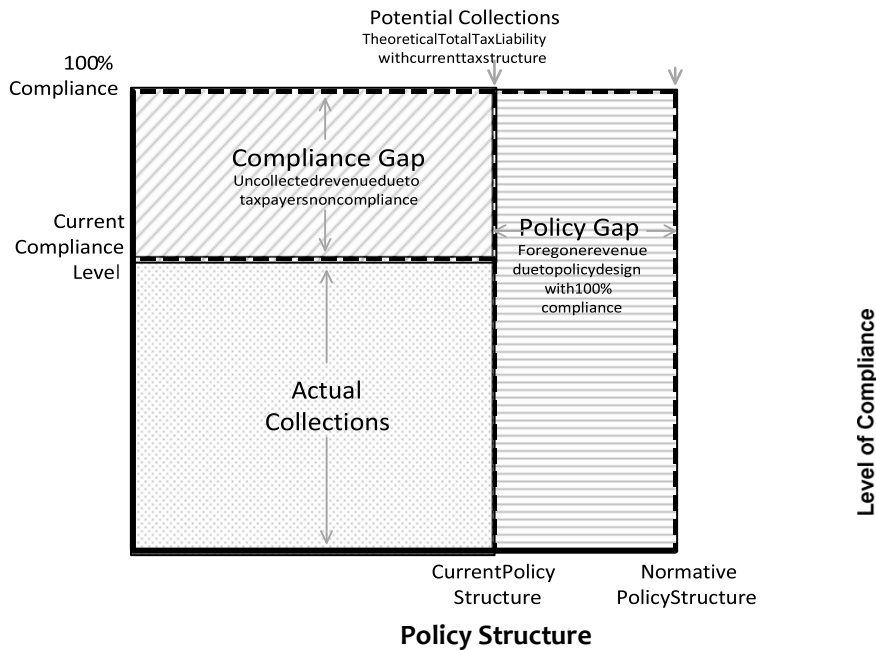 Potential Collections
TheoreticalTotalTaxLiability
withcurrenttaxstructure
100%
Compliance
Compliance Gap
Uncollectedrevenuedueto
taxpayersnoncompliance
Current
Compliance
Level
Policy Gap
Foregonerevenue
duetopolicydesign
with100%
compliance
Actual
Collections
Level of Compliance
CurrentPolicy
Structure
Normative
PolicyStructure
Policy Structure